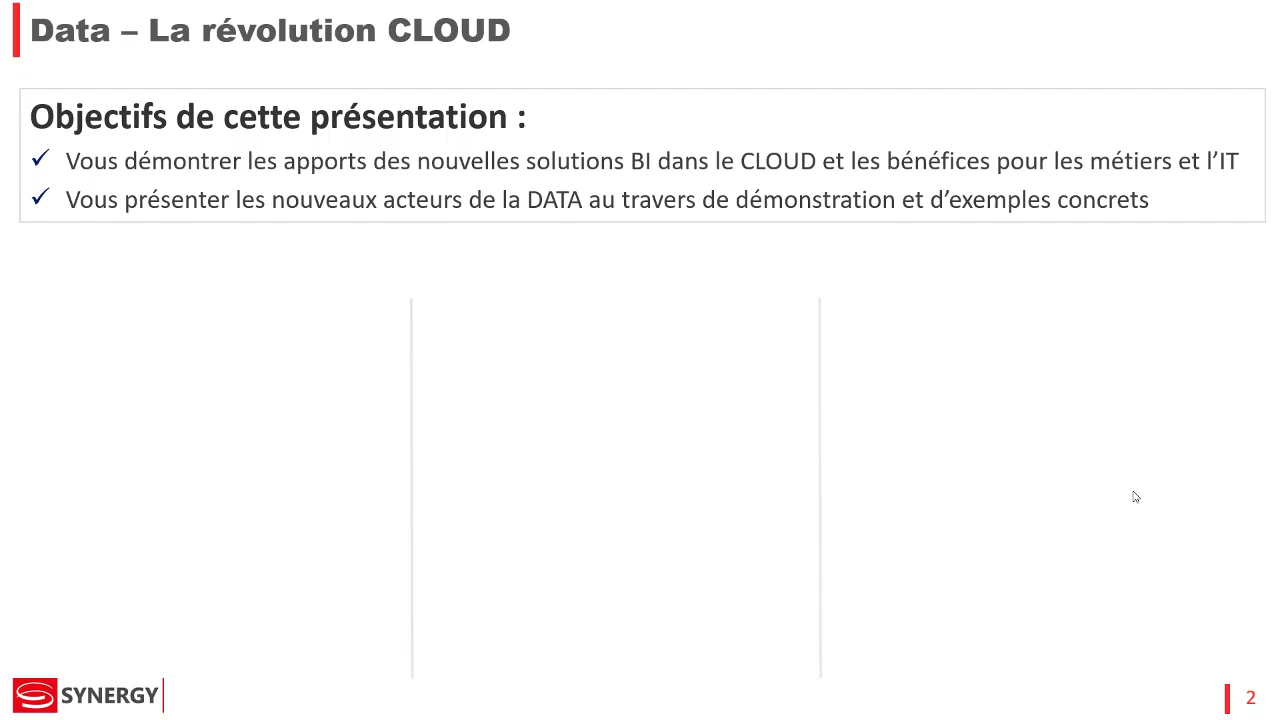 Data – La révolution CLOUD
Objectifs de cette présentation :
✓ Vous démontrer les apports des nouvelles solutions BI dans le CLOUD et les bénéfices pour les métiers et l’IT
✓ Vous présenter les nouveaux acteurs de la DATA au travers de démonstration et d’exemples concrets
SYNERGY
2